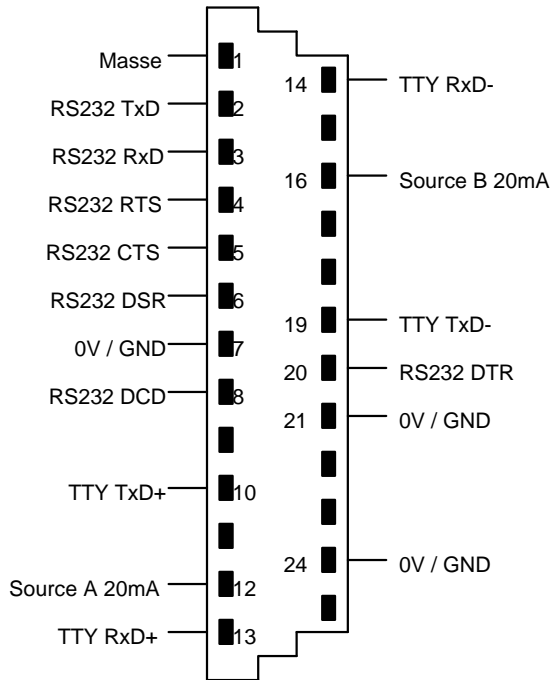 Masse 1
RS232 TxD 2
RS232 RxD 3
RS232 RTS 4
RS232 CTS 5
RS232 DSR 6
0V / GND 7
RS232 DCD 8
TTY TxD+ 10
Source A 20mA 12
TTY RxD+ 13
14 TTY RxD-
16 Source B 20mA
19 TTY TxD-
20 RS232 DTR
21 0V / GND
24 0V / GND